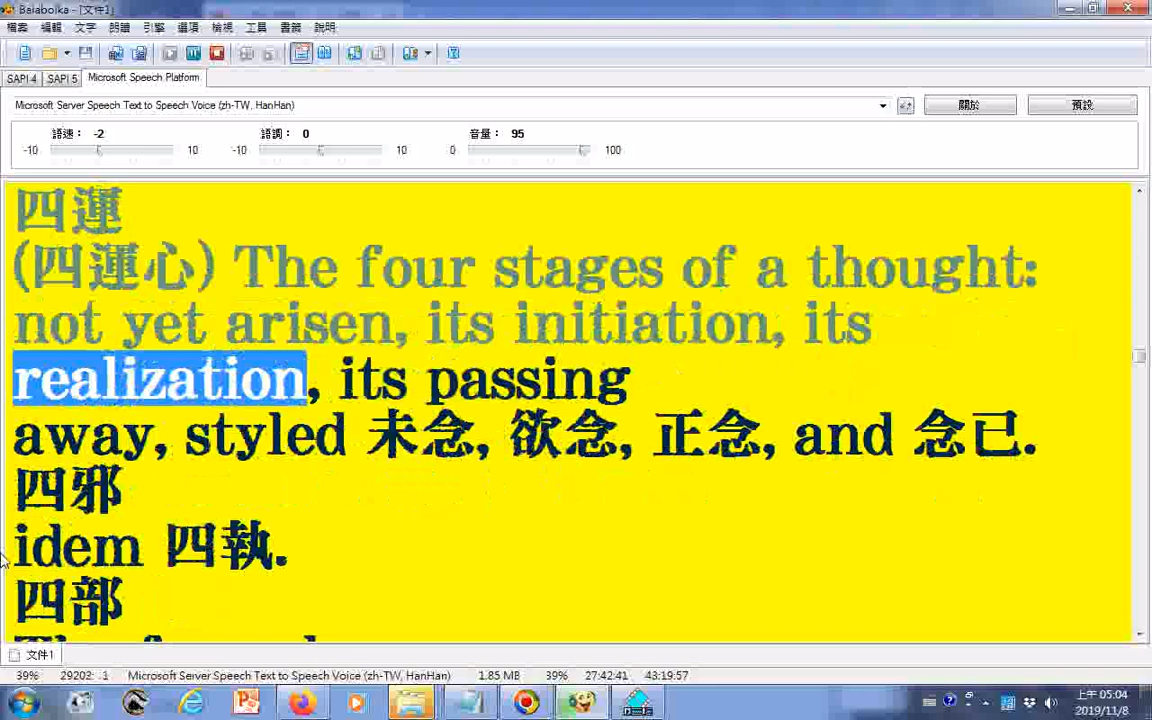 Balabolka - [文件1]
檔案 編輯 文字 朗讀 引擎 選項 檢視 工具 書籤 說明
SAPI 4 SAPI 5 Microsoft Speech Platform
Microsoft Server Speech Text to Speech Voice (zh-TW, HanHan) 關於 預設
語速： -2 語調： 0 音量： 95
-10 10 -10 10 0 100
四運
(四運心) The four stages of a thought:
not yet arisen, its initiation, its
realization, its passing
away, styled 未念, 欲念, 正念, and 念已.
四邪
idem 四執.
四部
文件1
39% 29202: 1 Microsoft Server Speech Text to Speech Voice (zh-TW, HanHan) 1.85 MB 39% 27:42:41 43:19:57
上午 05:04
2019/11/8